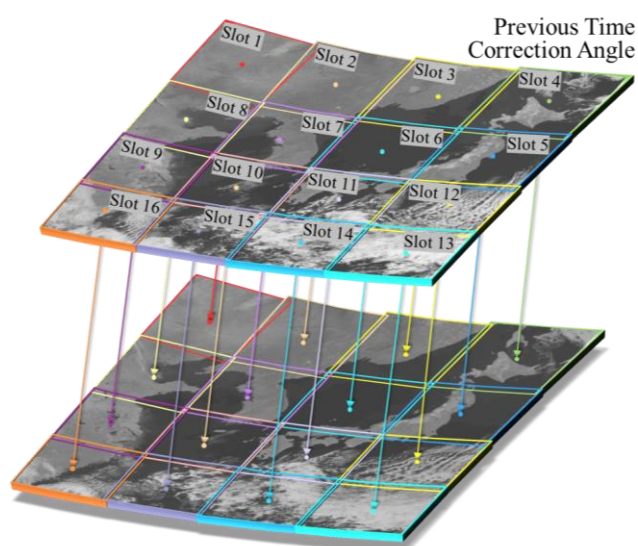 Previous Time
Correction Angle
Slot 1
Slot 2
Slot 3
Slot 4
Slot 8
Slot 7
Slot 6
Slot 5
Slot 9
Slot 10
Slot 11
Slot 12
Slot 16
Slot 15
Slot 14
Slot 13